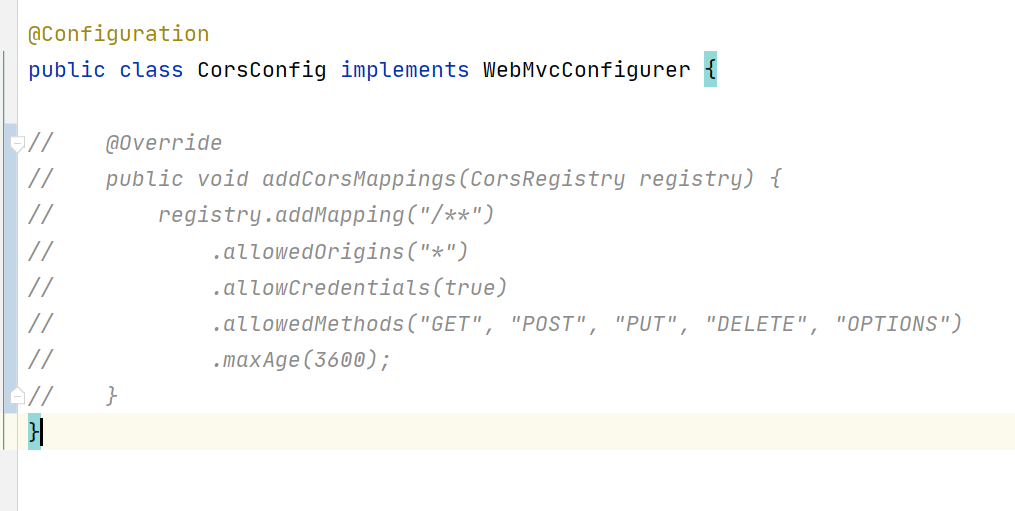 @Configuration
public class CorsConfig implements WebMvcConfigurer {
//    @Override
//    public void addCorsMappings(CorsRegistry registry) {
//        registry.addMapping("/**")
//            .allowedOrigins("*")
//            .allowCredentials(true)
//            .allowedMethods("GET", "POST", "PUT", "DELETE", "OPTIONS")
//            .maxAge(3600);
//    }
}